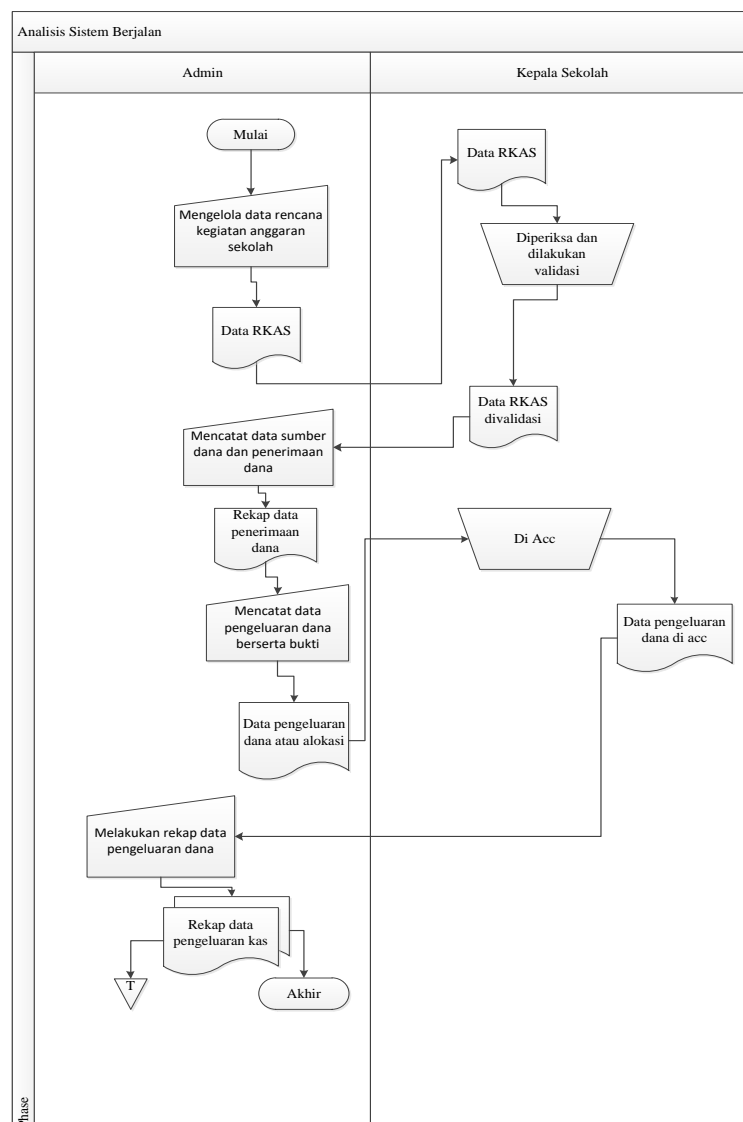 Analisis Sistem Berjalan
Admin
Kepala Sekolah
Mulai
Mengelola data rencana
kegiatan anggaran
sekolah
Data RKAS
Data RKAS
Diperiksa dan
dilakukan
validasi
Data RKAS
divalidasi
Mencatat data sumber
dana dan penerimaan
dana
Rekap data
penerimaan
dana
Mencatat data
pengeluaran dana
berserta bukti
Data pengeluaran
dana atau alokasi
Di Acc
Data pengeluaran
dana di acc
Melakukan rekap data
pengeluaran dana
Rekap data
pengeluaran kas
T
Akhir
Phase